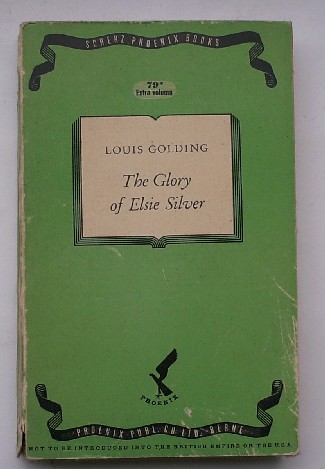 SCHERZ PHOENIX BOOKS
79*
Extra volume
LOUIS GOLDING
The Glory
of Elsie Silver
PHOENIX
PHOENIX PUBL. CO LTD. BERNE
NOT TO BE INTRODUCED INTO THE BRITISH EMPIRE OR THE U.S.A.